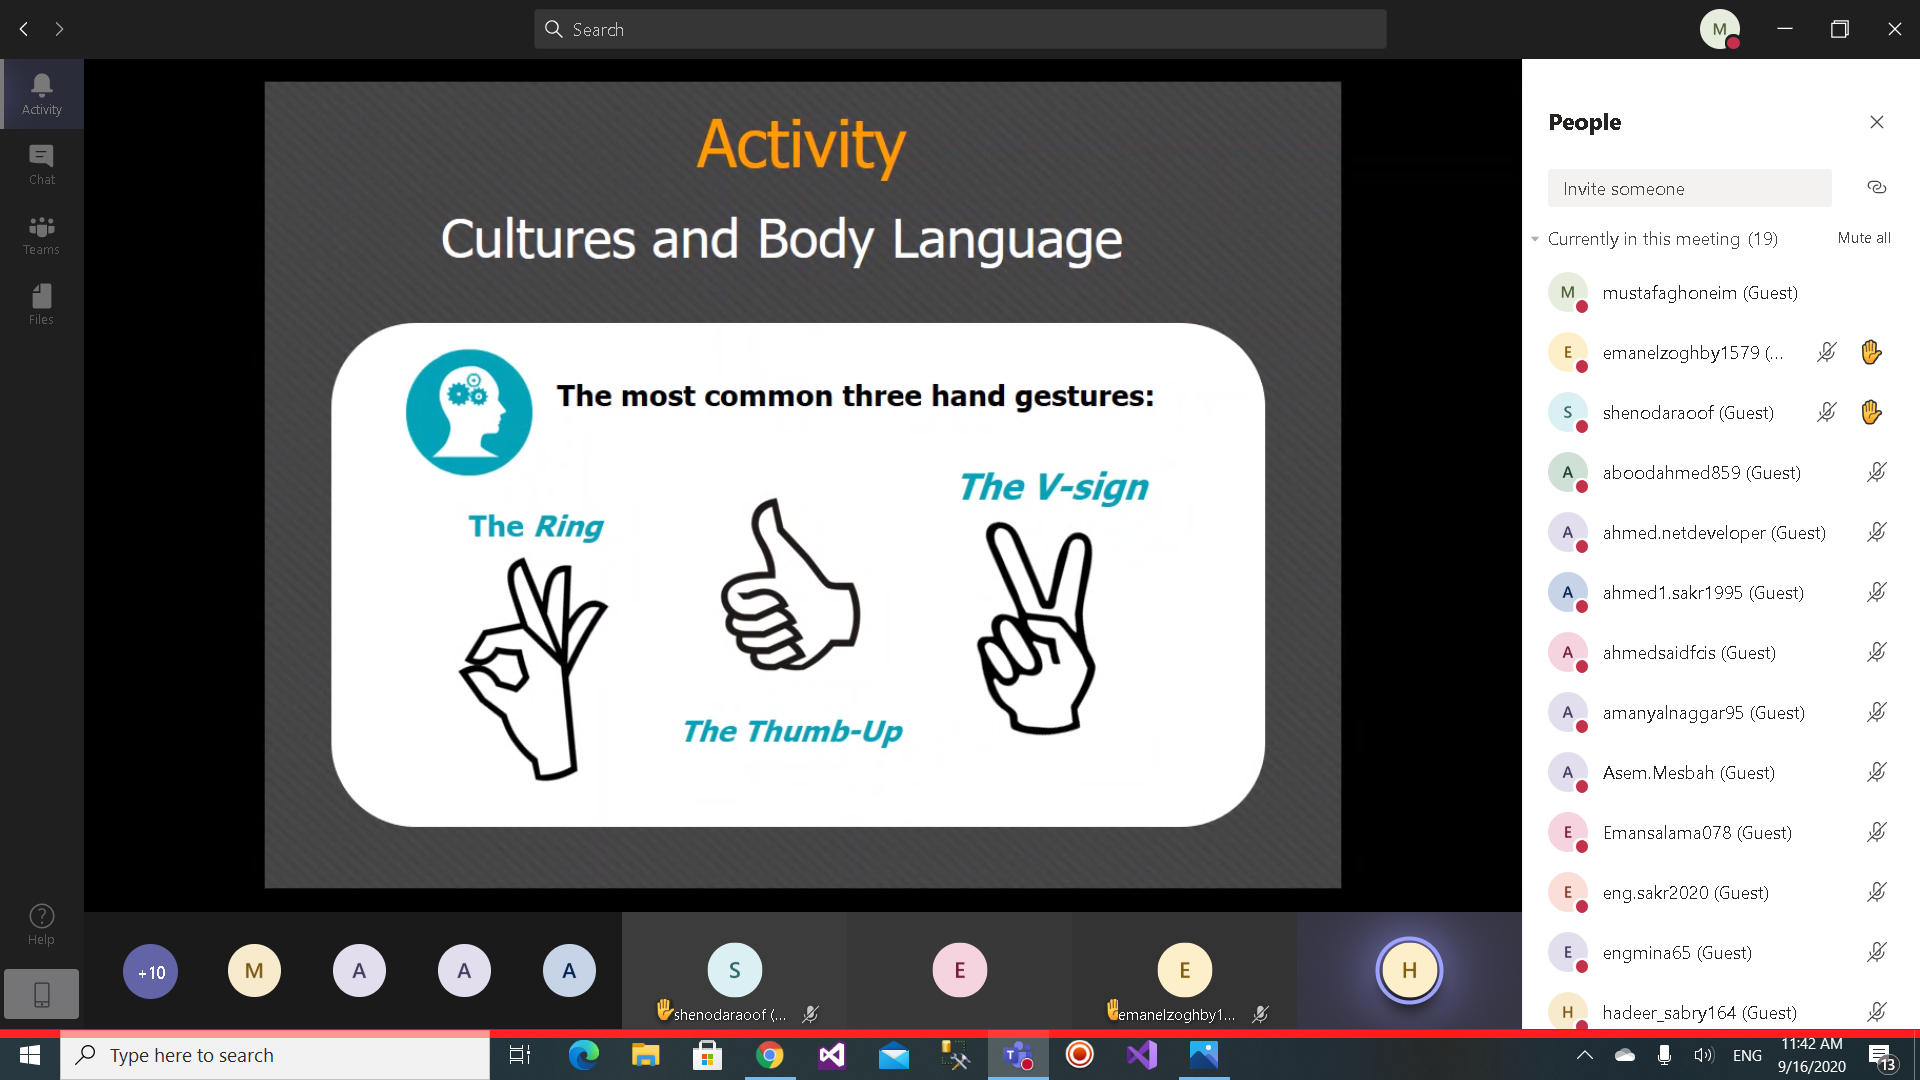 Search
M
Activity
Chat
Teams
Files
Help
Activity
Cultures and Body Language
The most common three hand gestures:
The Ring
The Thumb-Up
The V-sign
People
Invite someone
Currently in this meeting (19)
Mute all
M mustafaghoneim (Guest)
E emanelzoghby1579 (...
S shenodaraoof (Guest)
A aboodahmed859 (Guest)
A ahmed.netdeveloper (Guest)
A ahmed1.sakr1995 (Guest)
A ahmedsaidfcis (Guest)
A amanyalnaggar95 (Guest)
A Asem.Mesbah (Guest)
E Emansalama078 (Guest)
E eng.sakr2020 (Guest)
E engmina65 (Guest)
H hadeer_sabry164 (Guest)
+10 M A A A S E E H
shenodaraoof (...
emanelzoghby1...
Type here to search
ENG
11:42 AM
9/16/2020
13